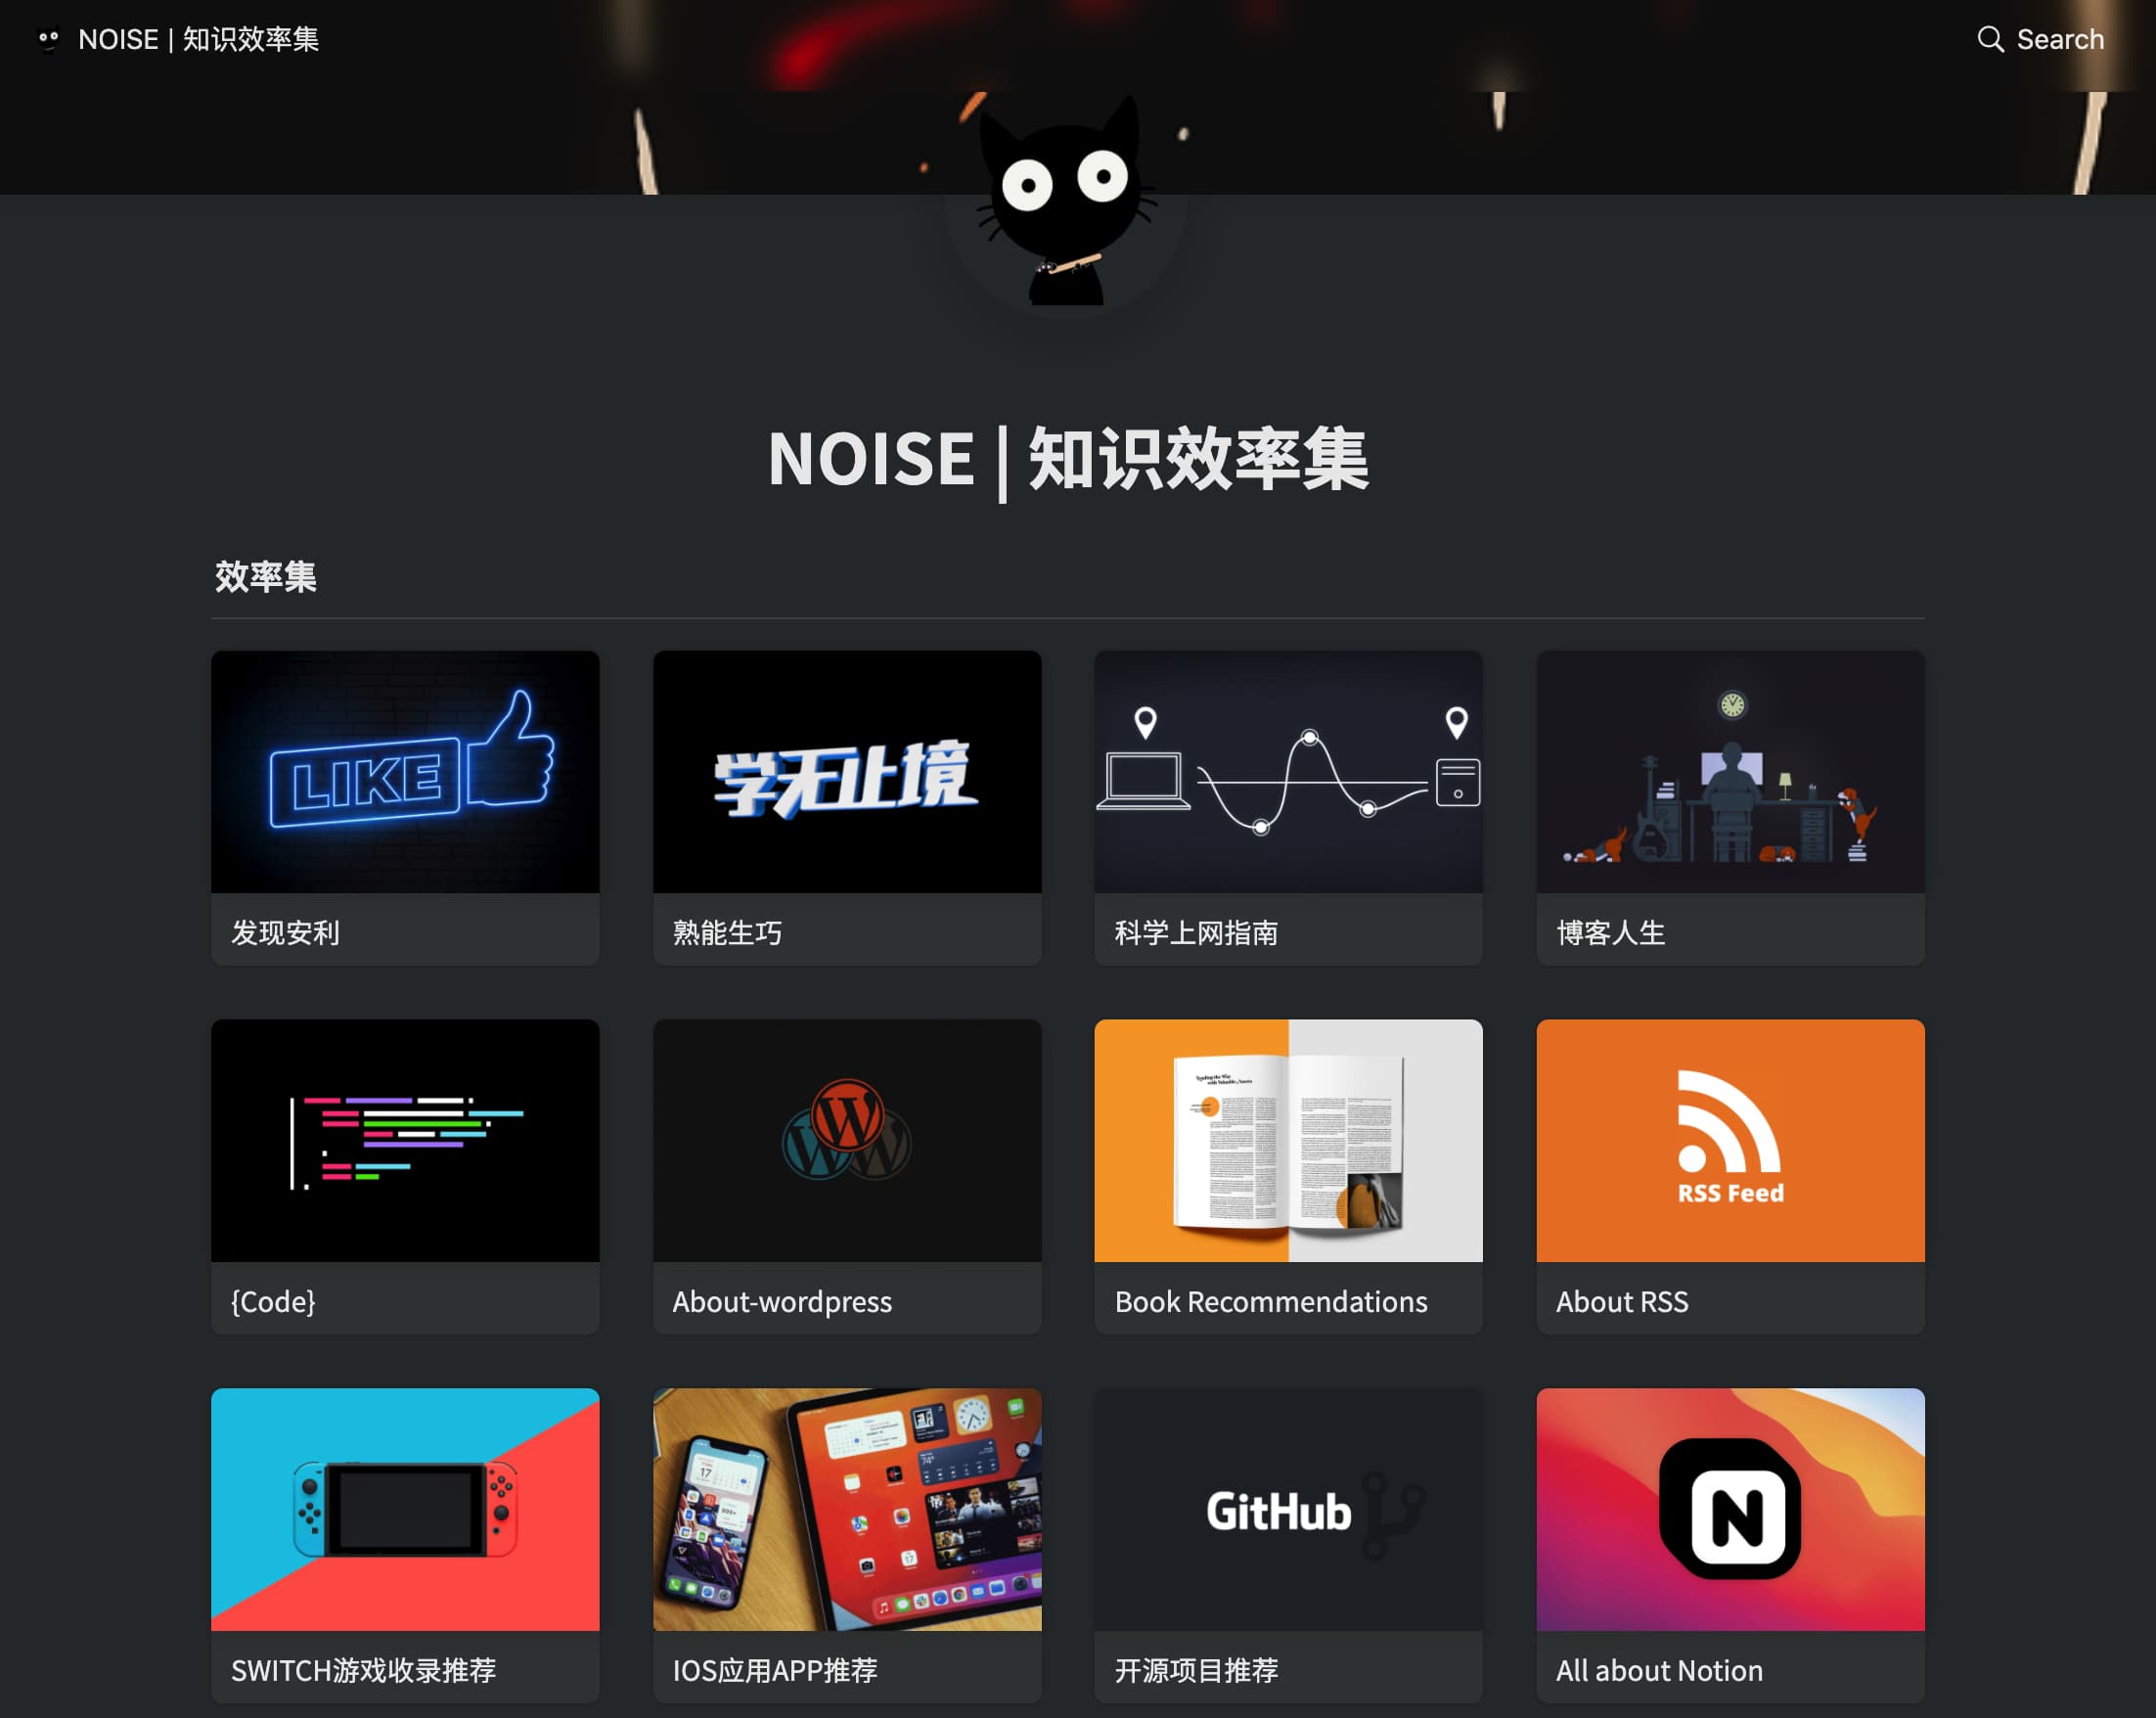 NOISE | 知识效率集
Search
NOISE | 知识效率集
效率集
LIKE
学无止境
发现安利
熟能生巧
科学上网指南
博客人生
RSS Feed
{Code}
About-wordpress
Book Recommendations
About RSS
17
17
GitHub
N
SWITCH游戏收录推荐
IOS应用APP推荐
开源项目推荐
All about Notion